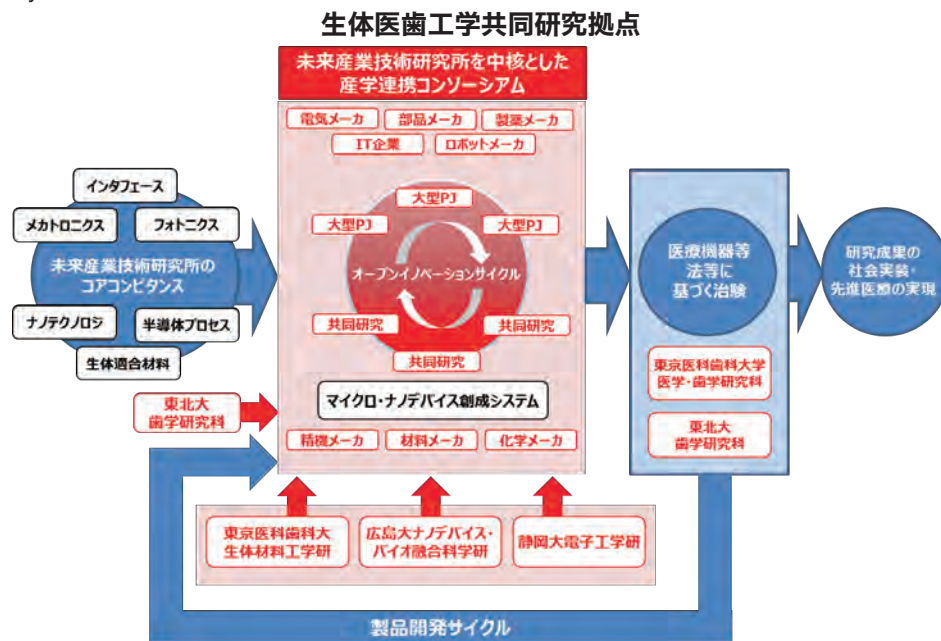 生体医歯工学共同研究拠点
未来産業技術研究所を中核とした
産学連携コンソーシアム
電気メーカ
部品メーカ
製薬メーカ
IT企業
ロボットメーカ
インタフェース
メカトロニクス
フォトニクス
未来産業技術研究所の
コアコンピタンス
ナノテクノロジ
半導体プロセス
生体適合材料
大型PJ
大型PJ
大型PJ
オープンイノベーションサイクル
共同研究
共同研究
共同研究
マイクロ・ナノデバイス創成システム
精機メーカ
材料メーカ
化学メーカ
東北大
歯学研究科
医療機器等
法等に
基づく治験
東京医科歯科大学
医学・歯学研究科
東北大
歯学研究科
研究成果の
社会実装・
先進医療の実現
東京医科歯科大
生体材料工学研
広島大ナノデバイス・
バイオ融合科学研
静岡大電子工学研
製品開発サイクル